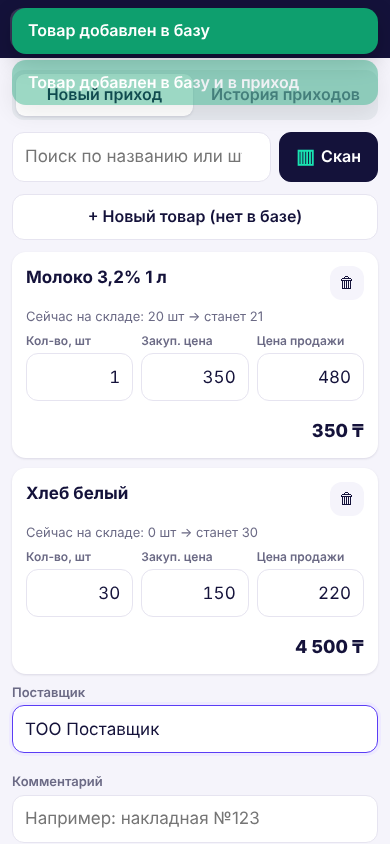 Товар добавлен в базу
Товар добавлен в базу и в приход
Новый приход
История приходов
Поиск по названию или ш
Скан
+ Новый товар (нет в базе)
Молоко 3,2% 1 л
Сейчас на складе: 20 шт → станет 21
Кол-во, шт
Закуп. цена
Цена продажи
1
350
480
350 ₸
Хлеб белый
Сейчас на складе: 0 шт → станет 30
Кол-во, шт
Закуп. цена
Цена продажи
30
150
220
4 500 ₸
Поставщик
ТОО Поставщик
Комментарий
Например: накладная №123